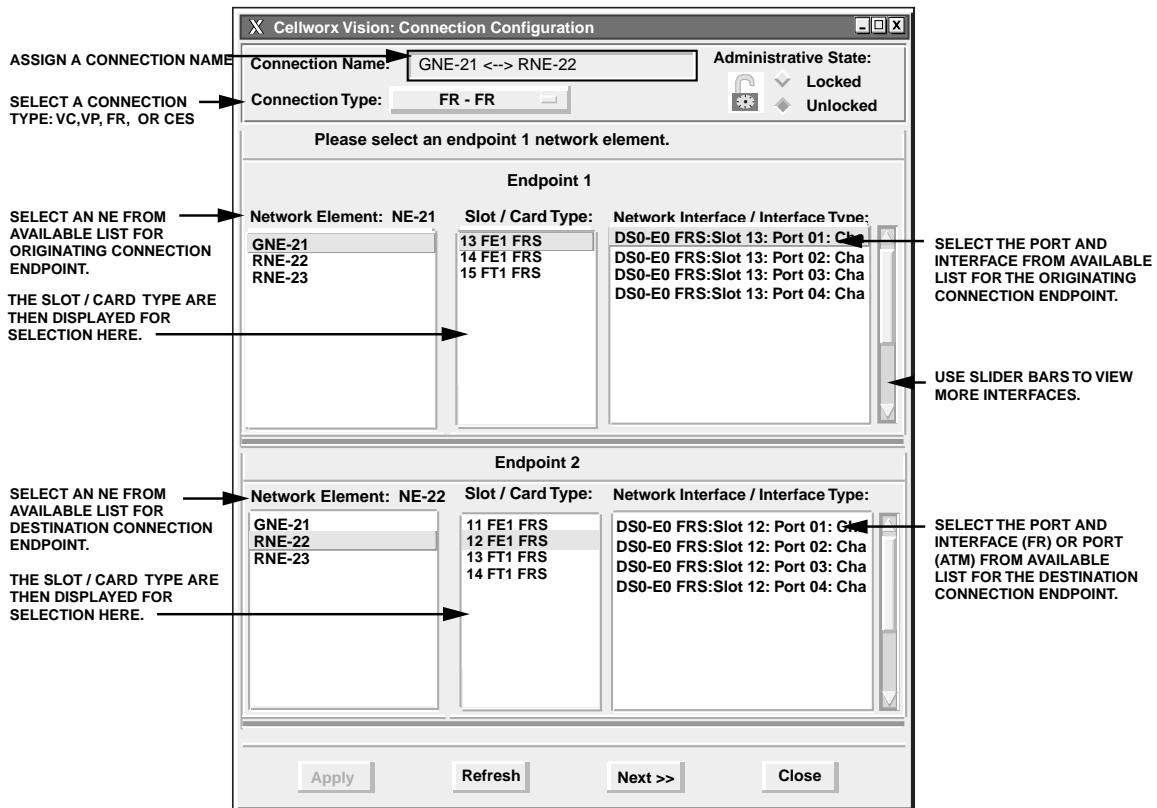 X Cellworx Vision: Connection Configuration
ASSIGN A CONNECTION NAME
Connection Name: GNE-21 <--> RNE-22
Administrative State:
Locked
Unlocked
SELECT A CONNECTION
TYPE: VC,VP, FR, OR CES
Connection Type: FR - FR
Please select an endpoint 1 network element.
Endpoint 1
SELECT AN NE FROM
AVAILABLE LIST FOR
ORIGINATING CONNECTION
ENDPOINT.
THE SLOT / CARD TYPE ARE
THEN DISPLAYED FOR
SELECTION HERE.
Network Element: NE-21
GNE-21
RNE-22
RNE-23
Slot / Card Type:
13 FE1 FRS
14 FE1 FRS
15 FT1 FRS
Network Interface / Interface Type:
DS0-E0 FRS:Slot 13: Port 01: Cha
DS0-E0 FRS:Slot 13: Port 02: Cha
DS0-E0 FRS:Slot 13: Port 03: Cha
DS0-E0 FRS:Slot 13: Port 04: Cha
SELECT THE PORT AND
INTERFACE FROM AVAILABLE
LIST FOR THE ORIGINATING
CONNECTION ENDPOINT.
USE SLIDER BARS TO VIEW
MORE INTERFACES.
Endpoint 2
SELECT AN NE FROM
AVAILABLE LIST FOR
DESTINATION CONNECTION
ENDPOINT.
THE SLOT / CARD TYPE ARE
THEN DISPLAYED FOR
SELECTION HERE.
Network Element: NE-22
GNE-21
RNE-22
RNE-23
Slot / Card Type:
11 FE1 FRS
12 FE1 FRS
13 FT1 FRS
14 FT1 FRS
Network Interface / Interface Type:
DS0-E0 FRS:Slot 12: Port 01: Cha
DS0-E0 FRS:Slot 12: Port 02: Cha
DS0-E0 FRS:Slot 12: Port 03: Cha
DS0-E0 FRS:Slot 12: Port 04: Cha
SELECT THE PORT AND
INTERFACE (FR) OR PORT
(ATM) FROM AVAILABLE
LIST FOR THE DESTINATION
CONNECTION ENDPOINT.
Apply
Refresh
Next >>
Close